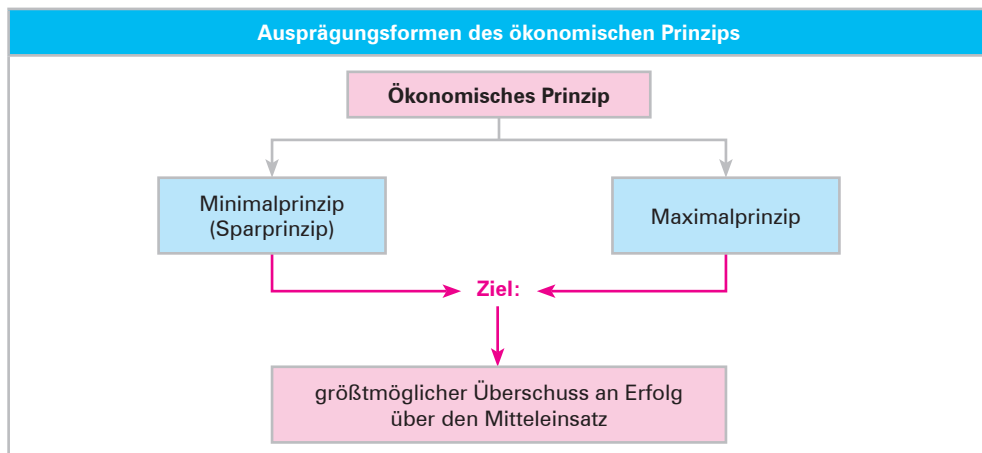 Ausprägungsformen des ökonomischen Prinzips
Ökonomisches Prinzip
Minimalprinzip
(Sparprinzip)
Maximalprinzip
Ziel:
größtmöglicher Überschuss an Erfolg
über den Mitteleinsatz